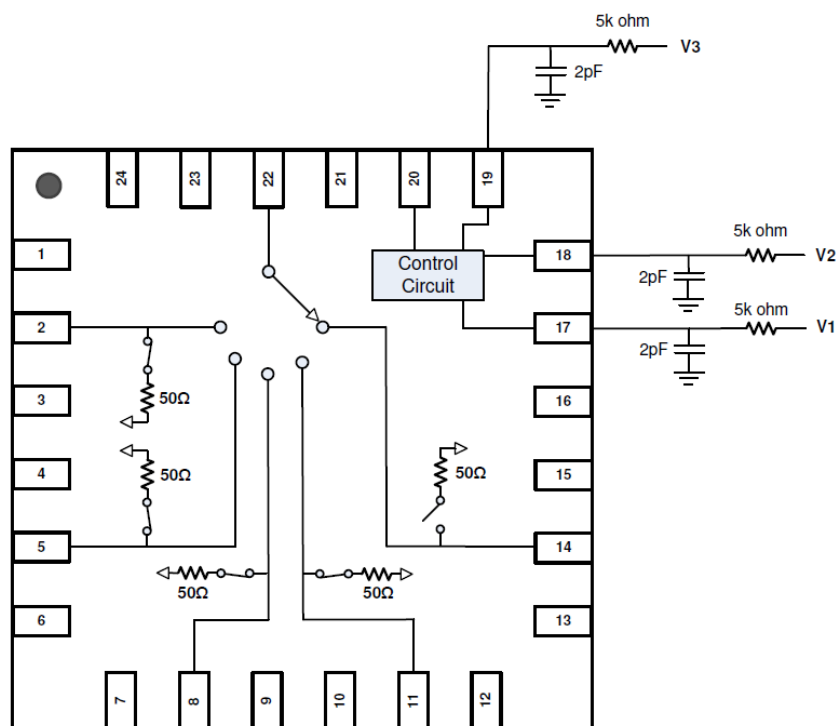 5k ohm
V3
2pF
24
23
22
21
20
19
1
Control
Circuit
18
5k ohm
V2
2pF
2
17
5k ohm
V1
2pF
3
50Ω
16
4
50Ω
50Ω
15
5
14
50Ω
50Ω
6
13
7
8
9
10
11
12